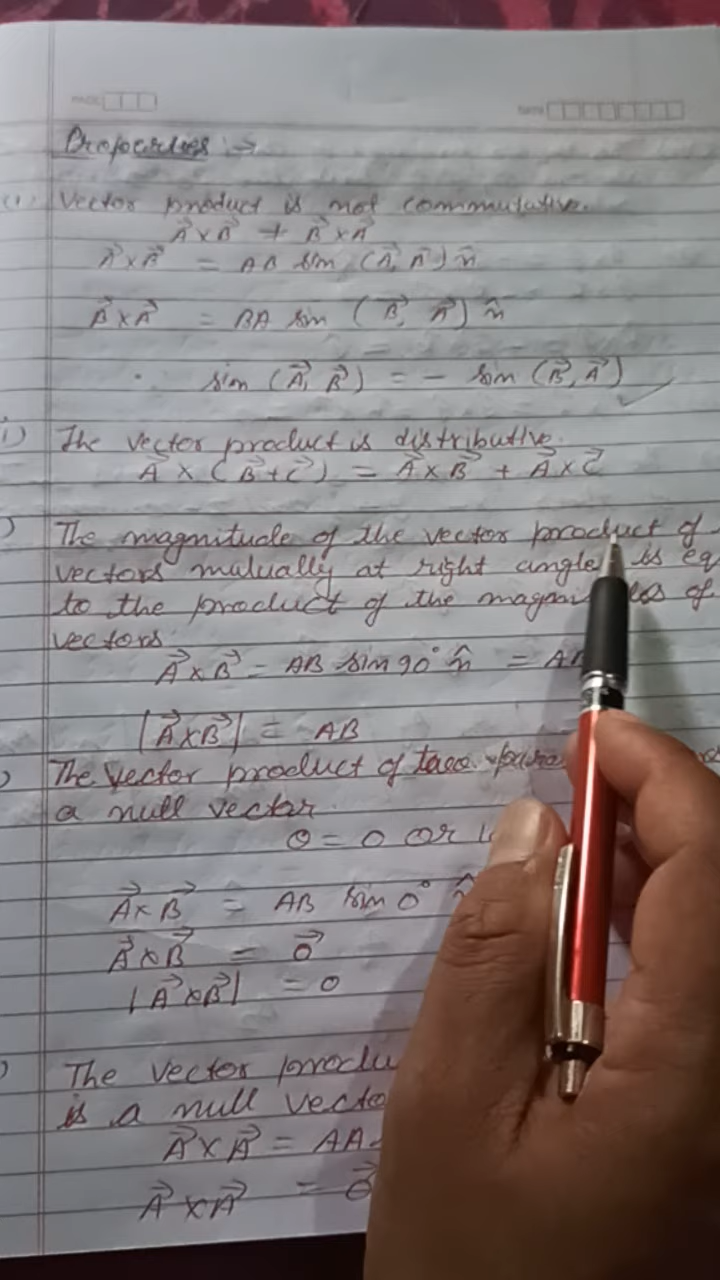 PAGE
DATE
Properties :→
(i) Vector product is not commutative.
A⃗ × B⃗ ≠ B⃗ × A⃗
A⃗ × B⃗ = AB sin (A⃗, B⃗) n̂
B⃗ × A⃗ = BA sin (B⃗, A⃗) n̂
sin (A⃗, B⃗) = - sin (B⃗, A⃗)
i) The vector product is distributive.
A⃗ × (B⃗ + C⃗) = A⃗ × B⃗ + A⃗ × C⃗
) The magnitude of the vector product of
vectors mutually at right angle is eq
to the product of the of
vectors.
A⃗ × B⃗ = AB sin 90° n̂ = A
|A⃗ × B⃗| = AB
) The vector product of two
a null vector.
θ = 0 or 1
A⃗ × B⃗ = AB sin 0°
A⃗ × B⃗ = 0⃗
|A⃗ × B⃗| = 0
) The vector produ
is a null vecto
A⃗ × A⃗ = AA
A⃗ × A⃗ = 0⃗